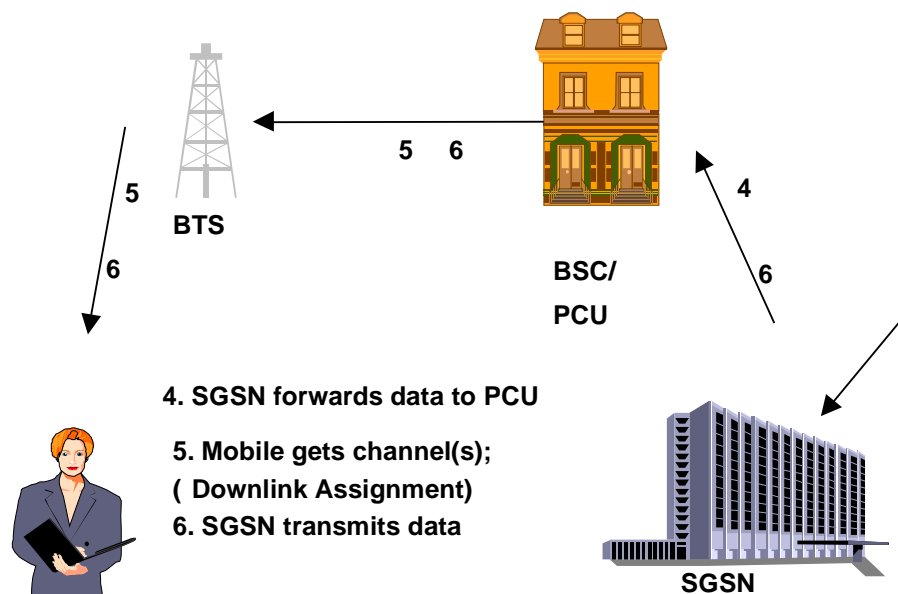 5 6
4
5
BTS
6
BSC/
PCU
6
4. SGSN forwards data to PCU
5. Mobile gets channel(s);
( Downlink Assignment)
6. SGSN transmits data
SGSN